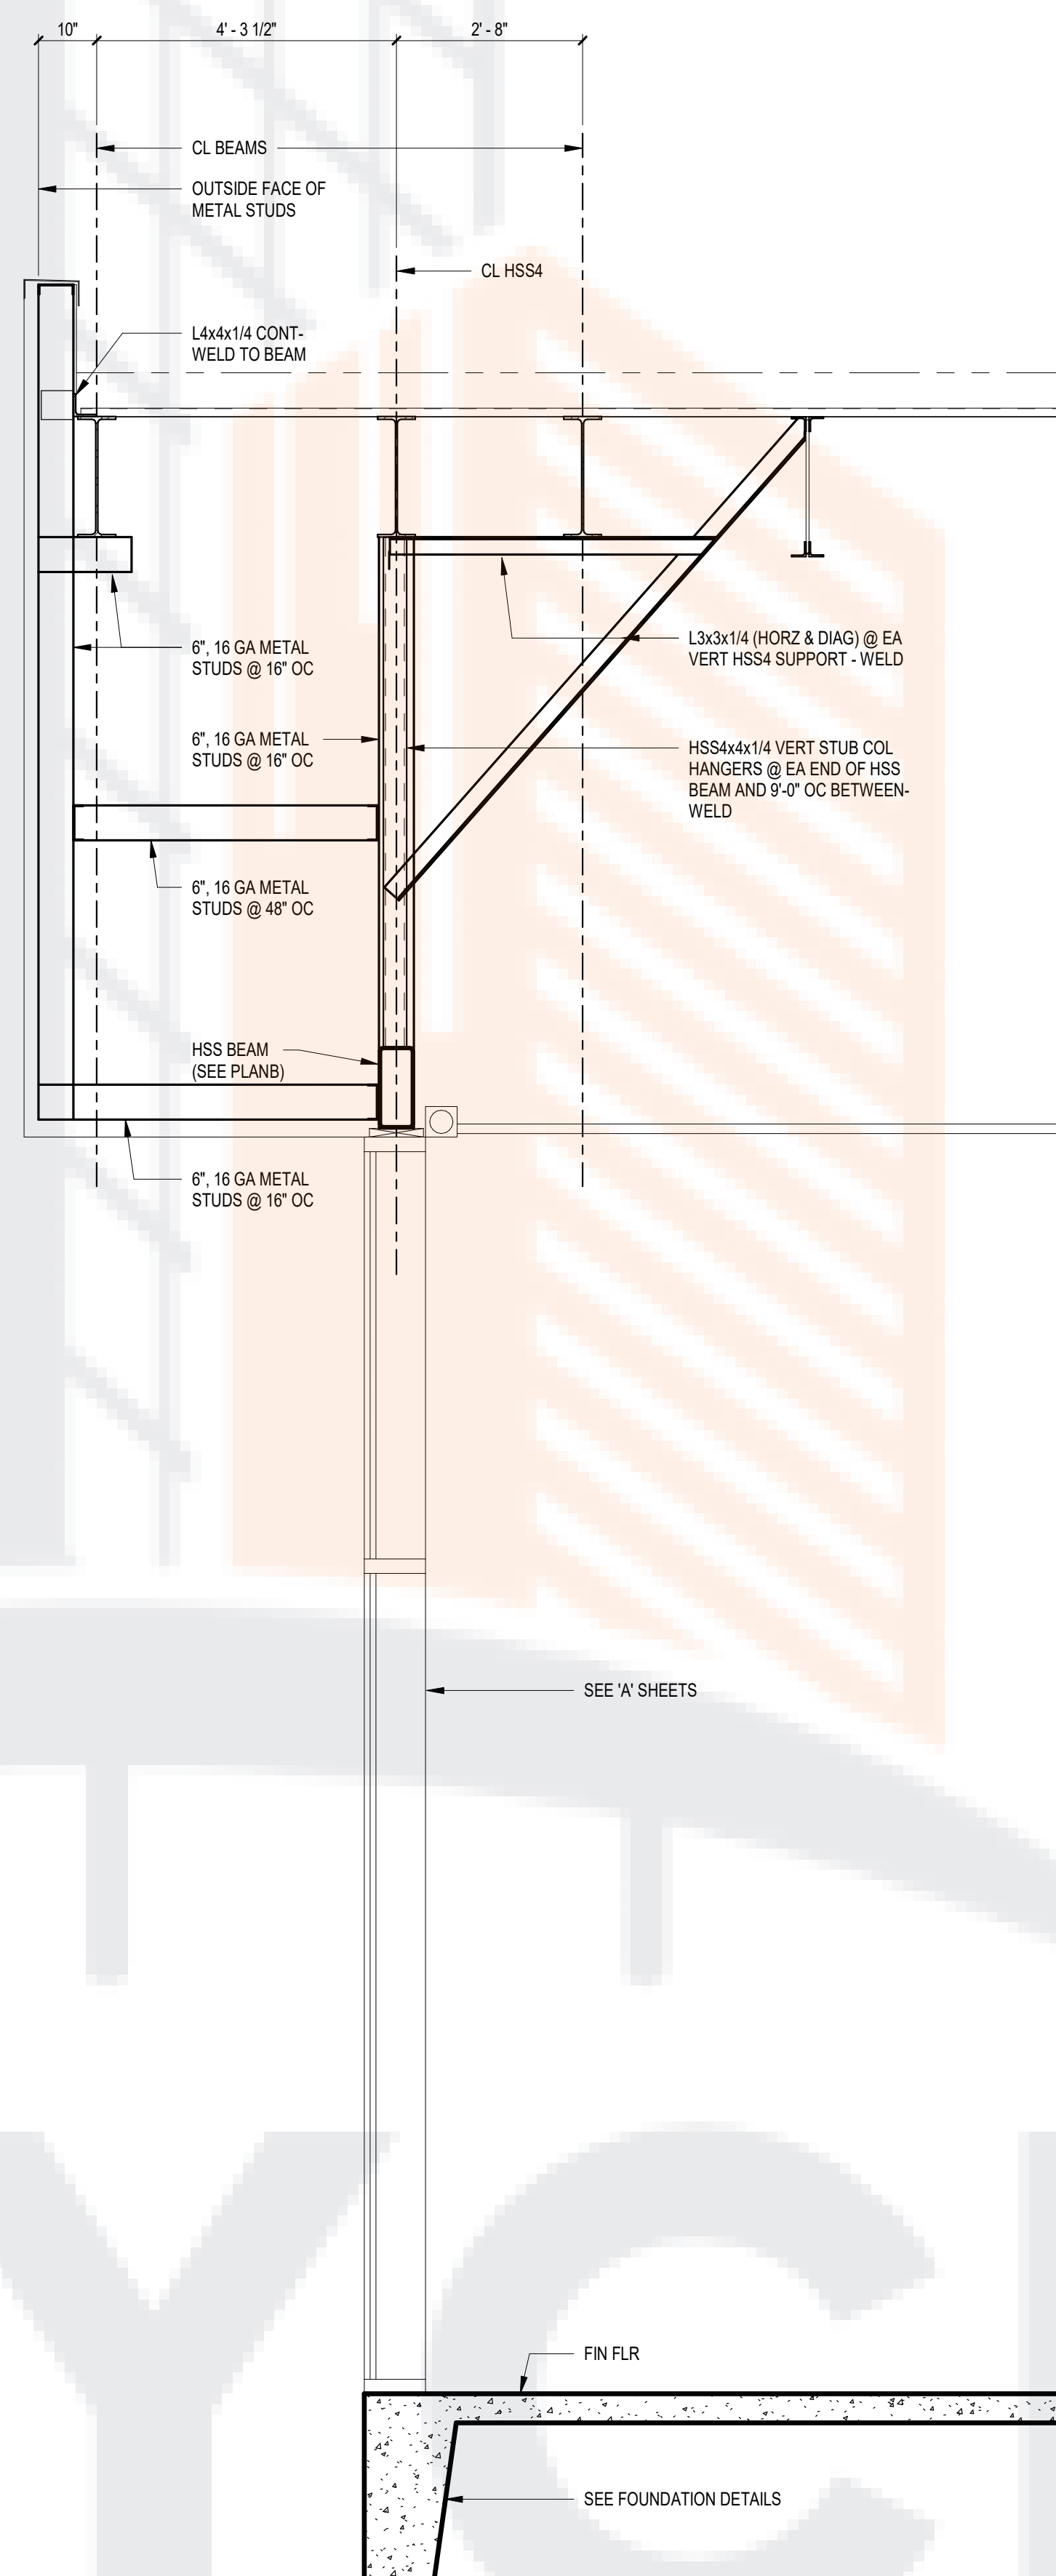 10"
4' - 3 1/2"
2' - 8"
CL BEAMS
OUTSIDE FACE OF
METAL STUDS
CL HSS4
L4x4x1/4 CONT-
WELD TO BEAM
6", 16 GA METAL
STUDS @ 16" OC
L3x3x1/4 (HORZ & DIAG) @ EA
VERT HSS4 SUPPORT - WELD
6", 16 GA METAL
STUDS @ 16" OC
HSS4x4x1/4 VERT STUB COL
HANGERS @ EA END OF HSS
BEAM AND 9'-0" OC BETWEEN-
WELD
6", 16 GA METAL
STUDS @ 48" OC
HSS BEAM
(SEE PLANB)
6", 16 GA METAL
STUDS @ 16" OC
SEE 'A' SHEETS
FIN FLR
SEE FOUNDATION DETAILS